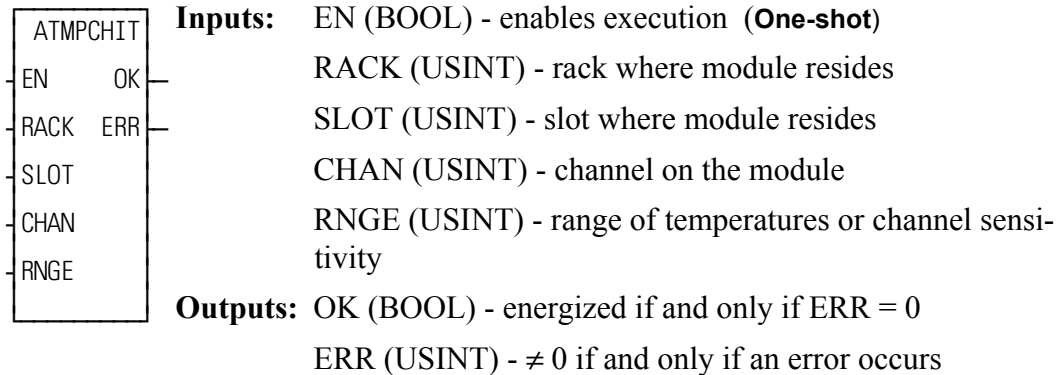 ATMPCHIT
EN OK
RACK ERR
SLOT
CHAN
RNGE
Inputs: EN (BOOL) - enables execution (One-shot)
RACK (USINT) - rack where module resides
SLOT (USINT) - slot where module resides
CHAN (USINT) - channel on the module
RNGE (USINT) - range of temperatures or channel sensi-
tivity
Outputs: OK (BOOL) - energized if and only if ERR = 0
ERR (USINT) - ≠ 0 if and only if an error occurs